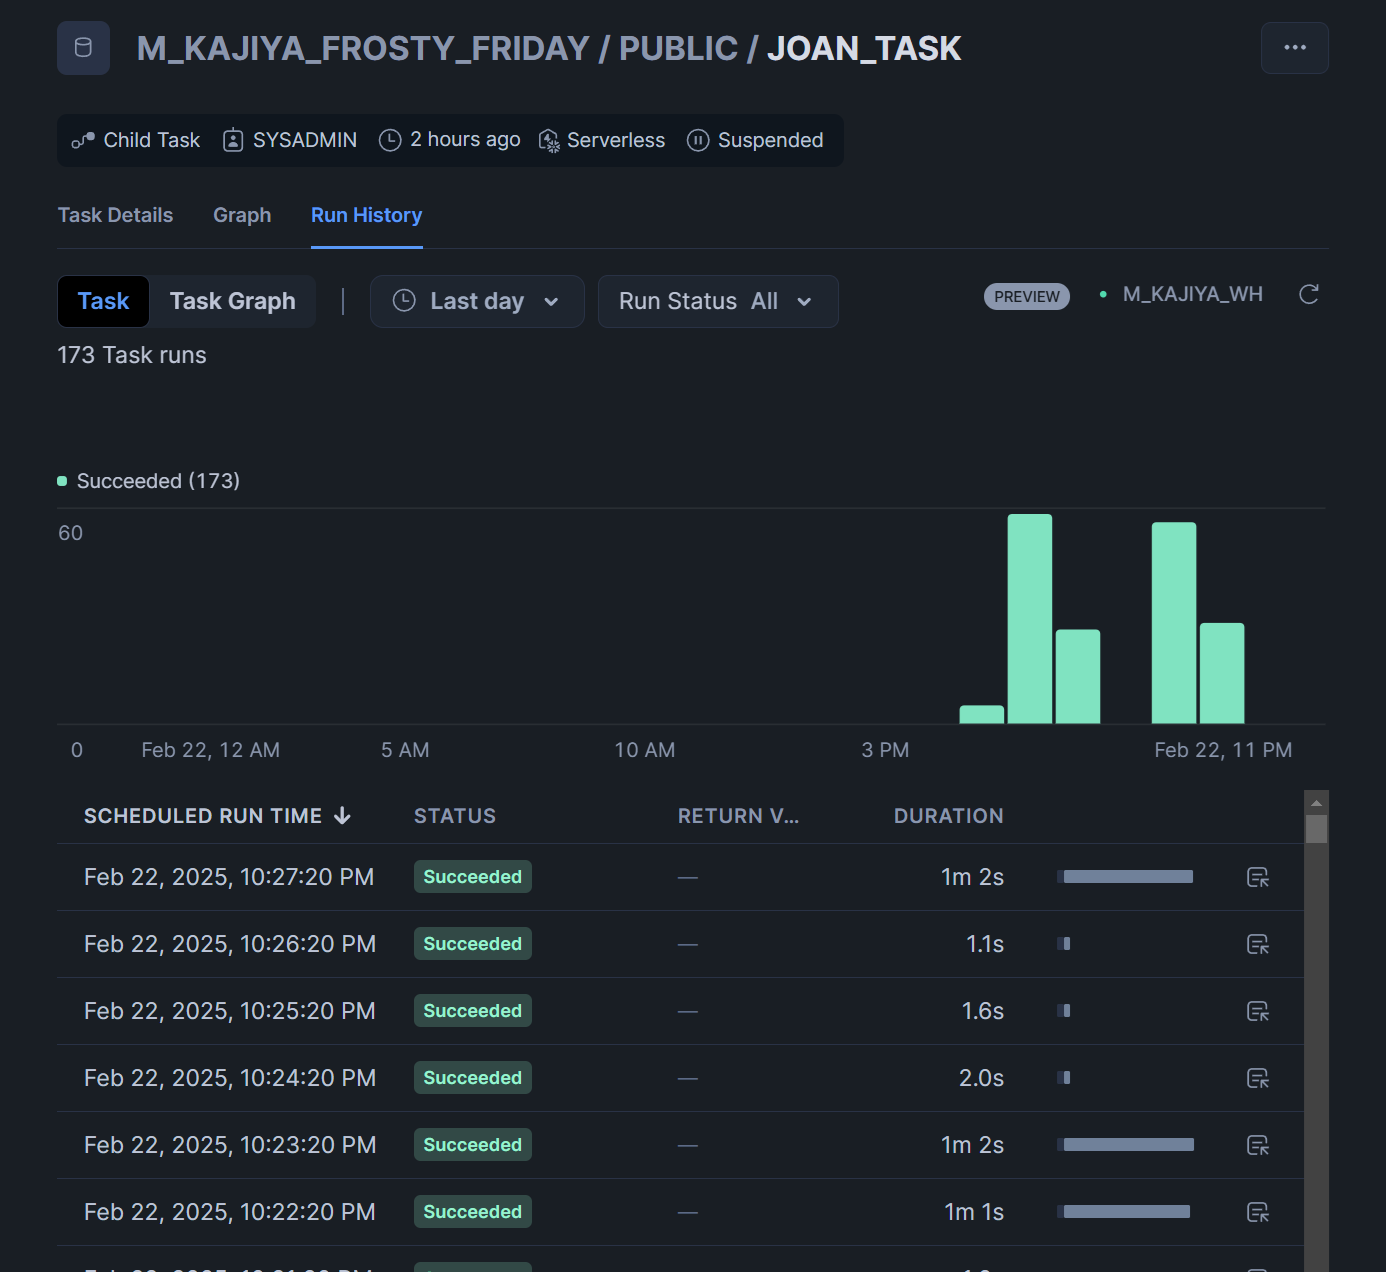 M_KAJIYA_FROSTY_FRIDAY / PUBLIC / JOAN_TASK
Child Task SYSADMIN 2 hours ago Serverless Suspended
Task Details Graph Run History
Task Task Graph Last day Run Status All PREVIEW M_KAJIYA_WH
173 Task runs
Succeeded (173)
60
0 Feb 22, 12 AM 5 AM 10 AM 3 PM Feb 22, 11 PM
SCHEDULED RUN TIME STATUS RETURN V... DURATION
Feb 22, 2025, 10:27:20 PM Succeeded — 1m 2s
Feb 22, 2025, 10:26:20 PM Succeeded — 1.1s
Feb 22, 2025, 10:25:20 PM Succeeded — 1.6s
Feb 22, 2025, 10:24:20 PM Succeeded — 2.0s
Feb 22, 2025, 10:23:20 PM Succeeded — 1m 2s
Feb 22, 2025, 10:22:20 PM Succeeded — 1m 1s